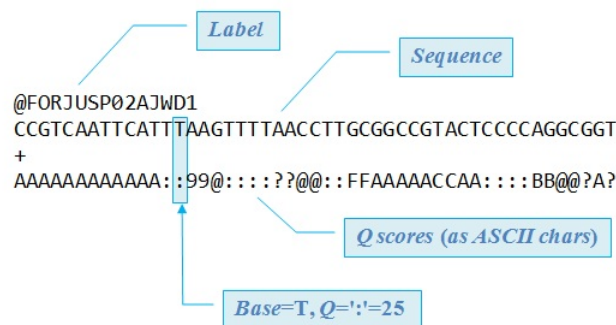 Label
Sequence
@FORJUSP02AJWD1
CCGTCAATTCATTTAAGTTTTAACCTTGCGGCCGTACTCCCCAGGCGGT
+
AAAAAAAAAAAA::99@::::??@@::FFAAAAACCAA::::BB@@?A?
Q scores (as ASCII chars)
Base=T, Q=':'=25